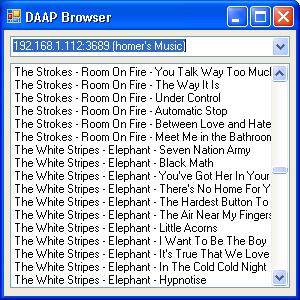 DAAP Browser
192.168.1.112:3689 (homer's Music)
The Strokes - Room On Fire - You Talk Way Too Much
The Strokes - Room On Fire - The Way It Is
The Strokes - Room On Fire - Under Control
The Strokes - Room On Fire - Automatic Stop
The Strokes - Room On Fire - Between Love and Hate
The Strokes - Room On Fire - Meet Me in the Bathroom
The White Stripes - Elephant - Seven Nation Army
The White Stripes - Elephant - Black Math
The White Stripes - Elephant - You've Got Her In Your
The White Stripes - Elephant - There's No Home For Y
The White Stripes - Elephant - The Hardest Button To
The White Stripes - Elephant - The Air Near My Fingers
The White Stripes - Elephant - Little Acorns
The White Stripes - Elephant - I Want To Be The Boy
The White Stripes - Elephant - It's True That We Love
The White Stripes - Elephant - In The Cold Cold Night
The White Stripes - Elephant - Hypnotise